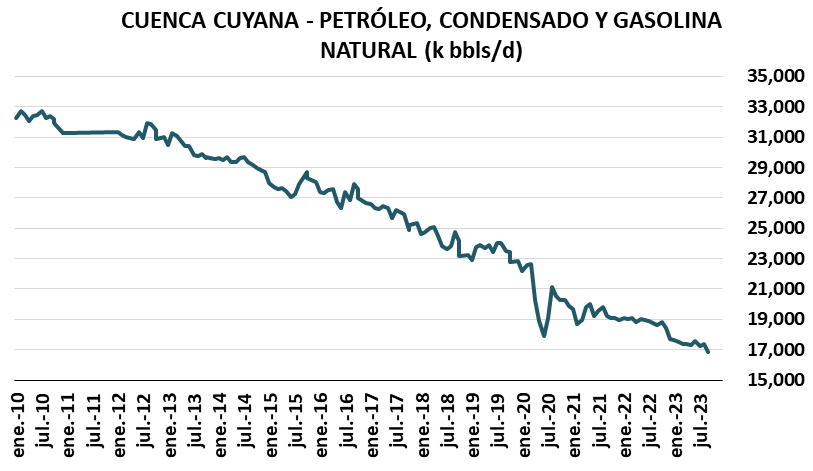 CUENCA CUYANA - PETRÓLEO, CONDENSADO Y GASOLINA
NATURAL (k bbls/d)
35,000
33,000
31,000
29,000
27,000
25,000
23,000
21,000
19,000
17,000
15,000
ene.-10
jul.-10
ene.-11
jul.-11
ene.-12
jul.-12
ene.-13
jul.-13
ene.-14
jul.-14
ene.-15
jul.-15
ene.-16
jul.-16
ene.-17
jul.-17
ene.-18
jul.-18
ene.-19
jul.-19
ene.-20
jul.-20
ene.-21
jul.-21
ene.-22
jul.-22
ene.-23
jul.-23